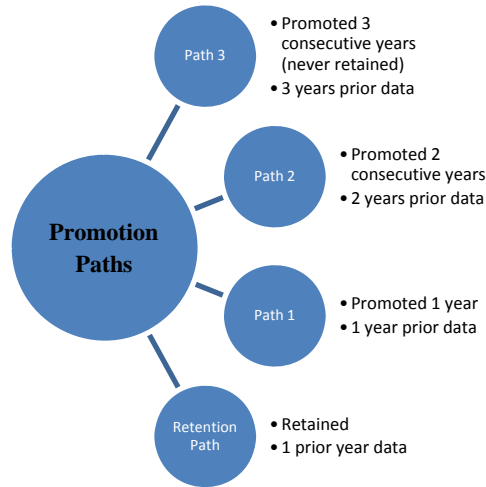 Path 3
• Promoted 3
consecutive years
(never retained)
• 3 years prior data
Path 2
• Promoted 2
consecutive years
• 2 years prior data
Promotion
Paths
Path 1
• Promoted 1 year
• 1 year prior data
Retention
Path
• Retained
• 1 prior year data